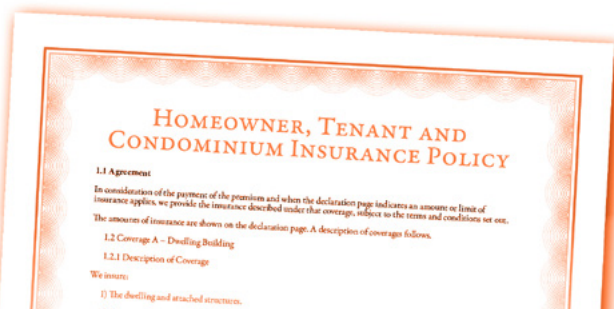 Homeowner, Tenant and
Condominium Insurance Policy
1.1 Agreement
In consideration of the payment of the premium and when the declaration page indicates an amount or limit of
insurance applies, we provide the insurance described under that coverage, subject to the terms and conditions set out.
The amounts of insurance are shown on the declaration page. A description of coverages follows.
1.2 Coverage A – Dwelling Building
1.2.1 Description of Coverage
We insure:
1) The dwelling and attached structures.